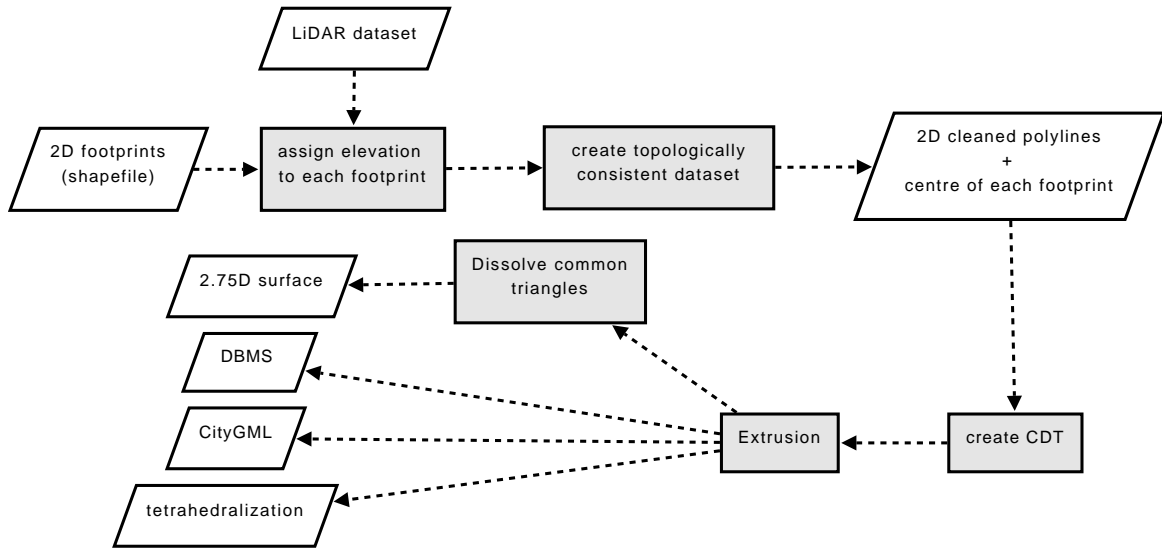 LiDAR dataset
2D footprints
(shapefile)
assign elevation
to each footprint
create topologically
consistent dataset
2D cleaned polylines
+
centre of each footprint
2.75D surface
Dissolve common
triangles
DBMS
CityGML
Extrusion
create CDT
tetrahedralization